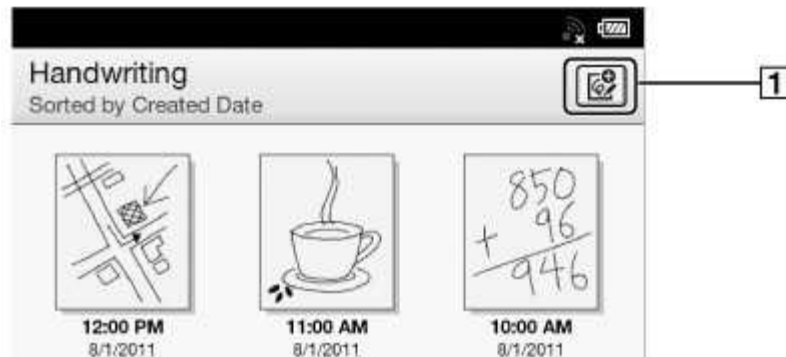 Handwriting
1
Sorted by Created Date
850
+ 96
946
12:00 PM
11:00 AM
10:00 AM
8/1/2011
8/1/2011
8/1/2011